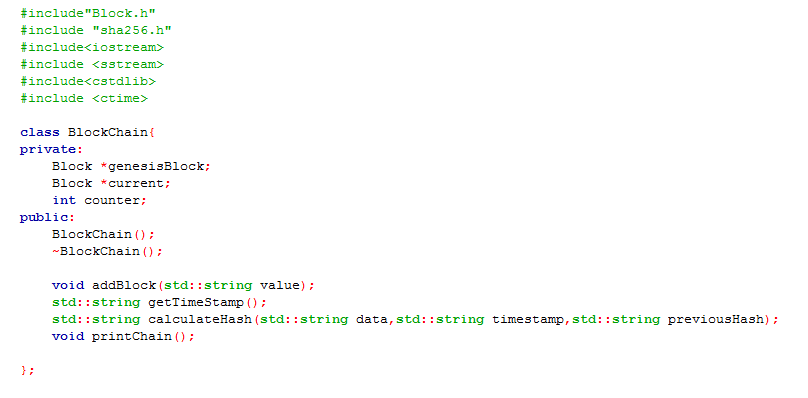 #include"Block.h"
#include "sha256.h"
#include<iostream>
#include <sstream>
#include<cstdlib>
#include <ctime>
class BlockChain{
private:
Block *genesisBlock;
Block *current;
int counter;
public:
BlockChain();
~BlockChain();
void addBlock(std::string value);
std::string getTimeStamp();
std::string calculateHash(std::string data,std::string timestamp,std::string previousHash);
void printChain();
};